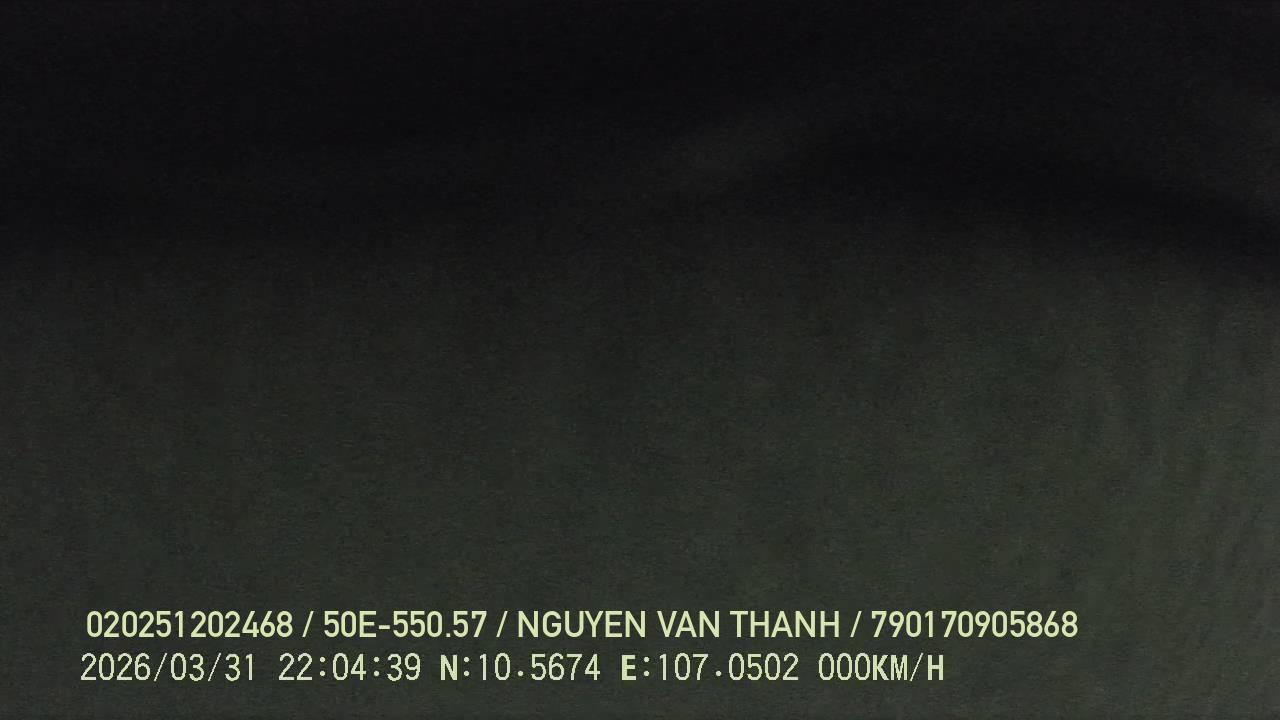 020251202468 / 50E-550.57 / NGUYEN VAN THANH / 790170905868
2026/03/31 22:04:39 N:10.5674 E:107.0502 000KM/H